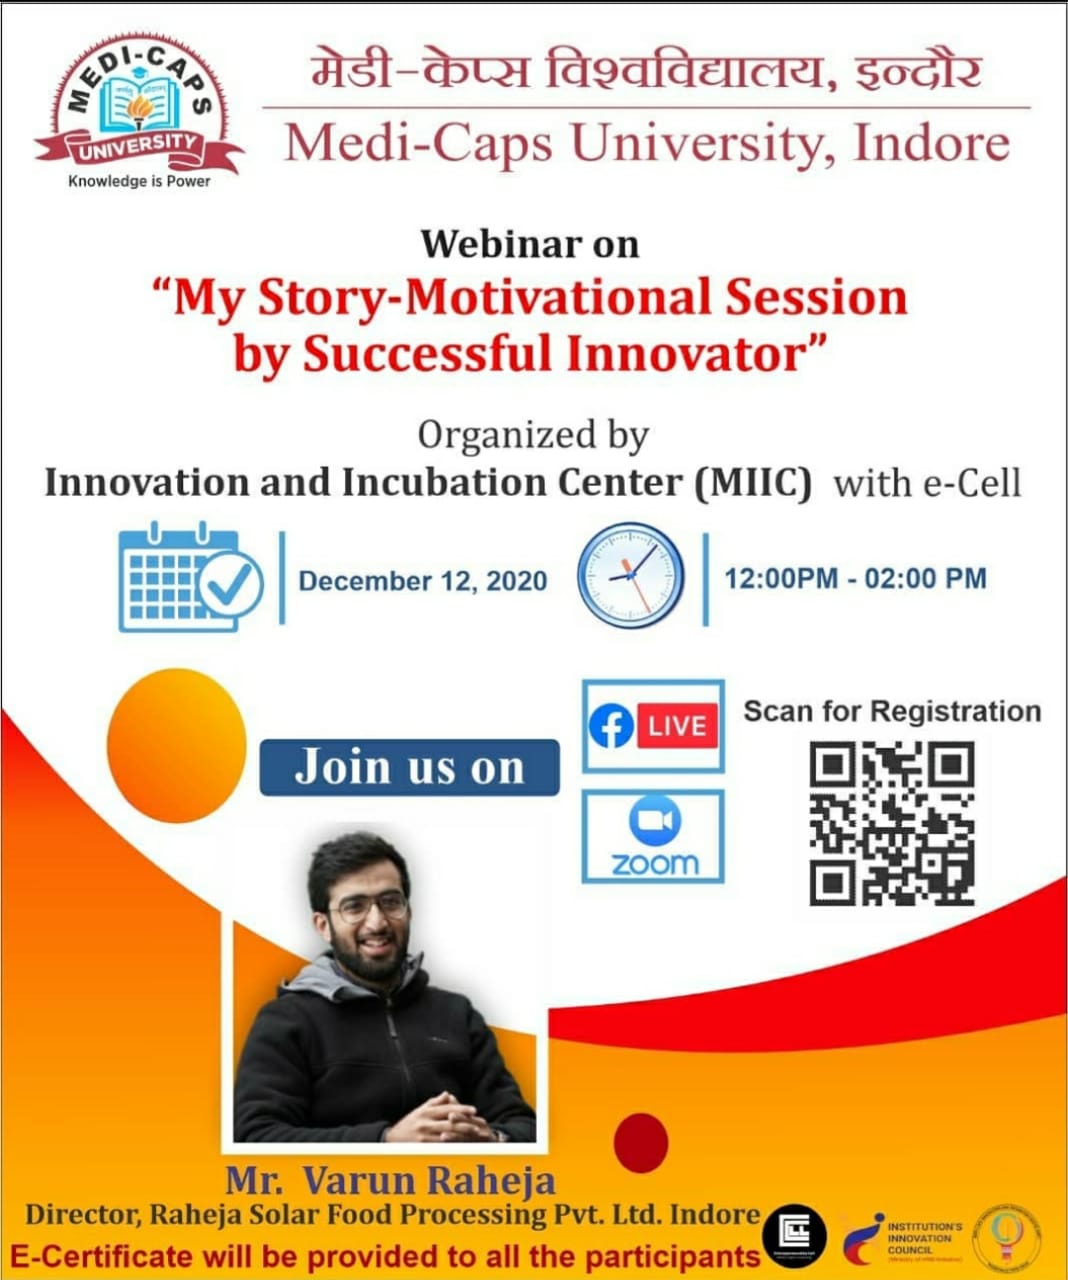 MEDI-CAPS
UNIVERSITY
Knowledge is Power
मेडी-केप्स विश्वविद्यालय, इन्दौर
Medi-Caps University, Indore
Webinar on
“My Story-Motivational Session
by Successful Innovator”
Organized by
Innovation and Incubation Center (MIIC) with e-Cell
December 12, 2020
12:00PM - 02:00 PM
Join us on
LIVE
zoom
Scan for Registration
Mr. Varun Raheja
Director, Raheja Solar Food Processing Pvt. Ltd. Indore
E-Certificate will be provided to all the participants
INSTITUTION'S
INNOVATION
COUNCIL